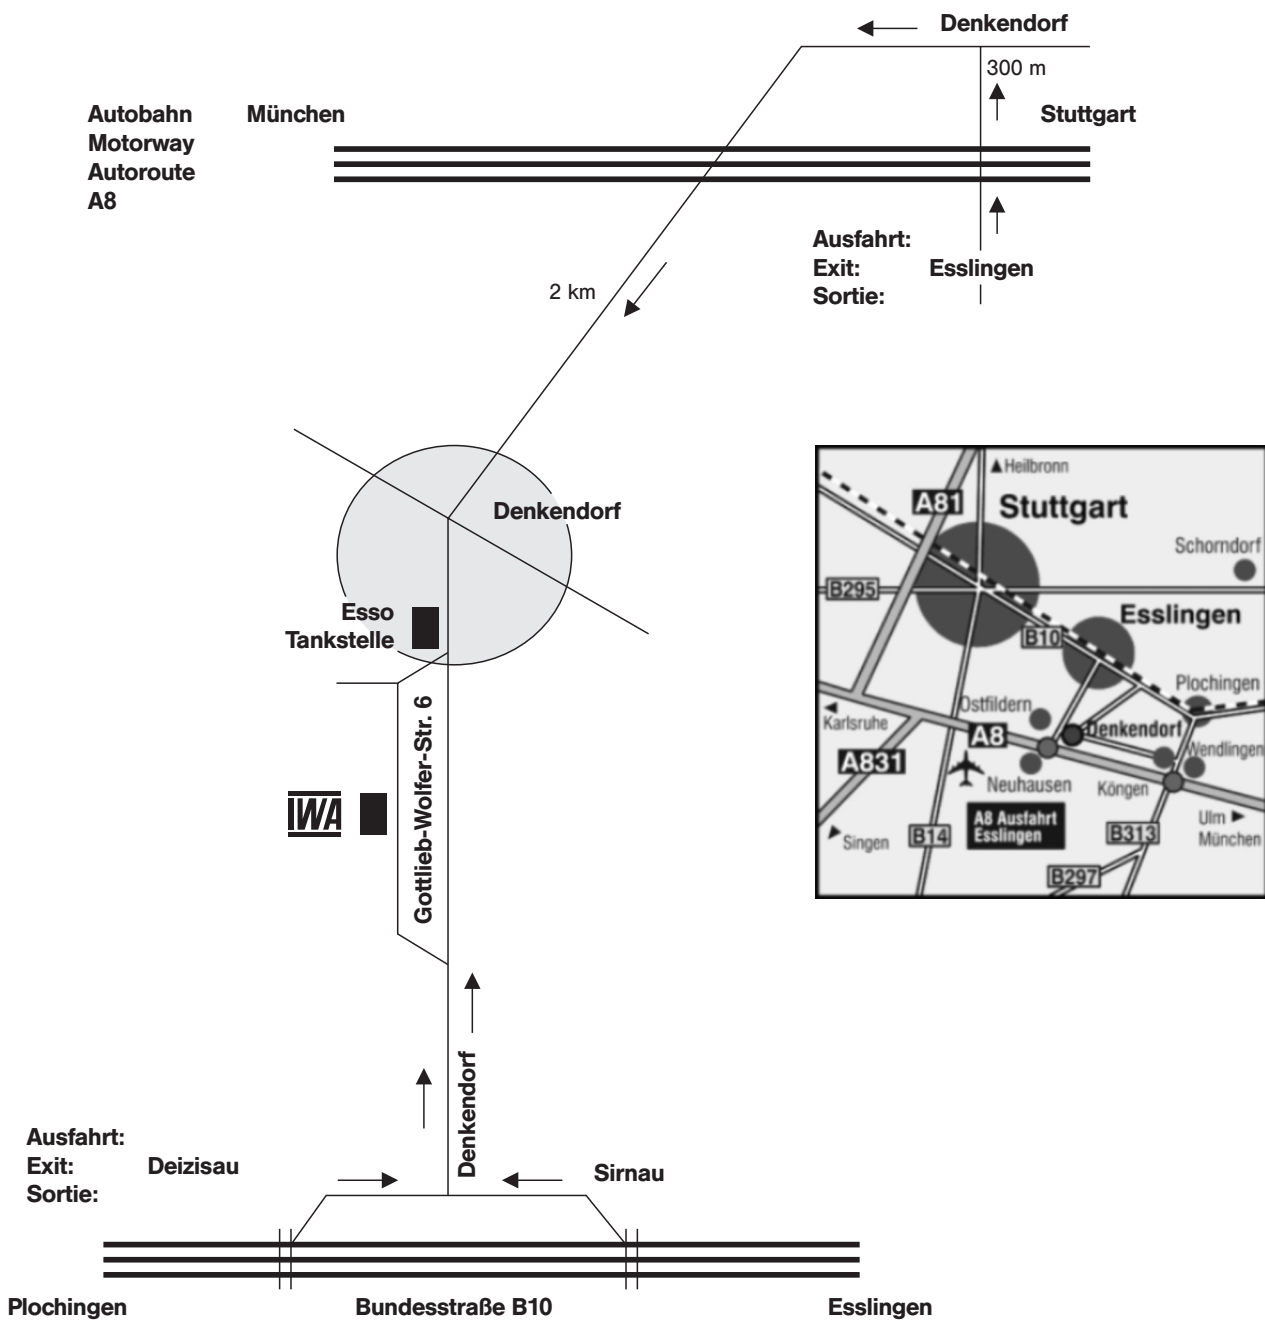 Denkendorf
300 m
Autobahn München
Stuttgart
Motorway
Autoroute
A8
Ausfahrt:
Exit: Esslingen
Sortie:
2 km
Denkendorf
Esso
Tankstelle
Gottlieb-Wolfer-Str. 6
IWA
Heilbronn
A81
Stuttgart
Schorndorf
B295
Esslingen
B10
Plochingen
Ostfildern
Karlsruhe
A8
Denkendorf
Wendlingen
A831
Neuhausen
Köngen
A8 Ausfahrt
Esslingen
Ulm
München
Singen
B14
B313
B297
Denkendorf
Ausfahrt:
Exit: Deizisau
Sortie:
Sirnau
Plochingen
Bundesstraße B10
Esslingen